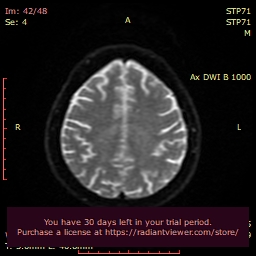 Im: 42/48
Se: 4
A
STP71
STP71
M
Ax DWI B 1000
R
L
You have 30 days left in your trial period.
Purchase a license at https://radiantviewer.com/store/